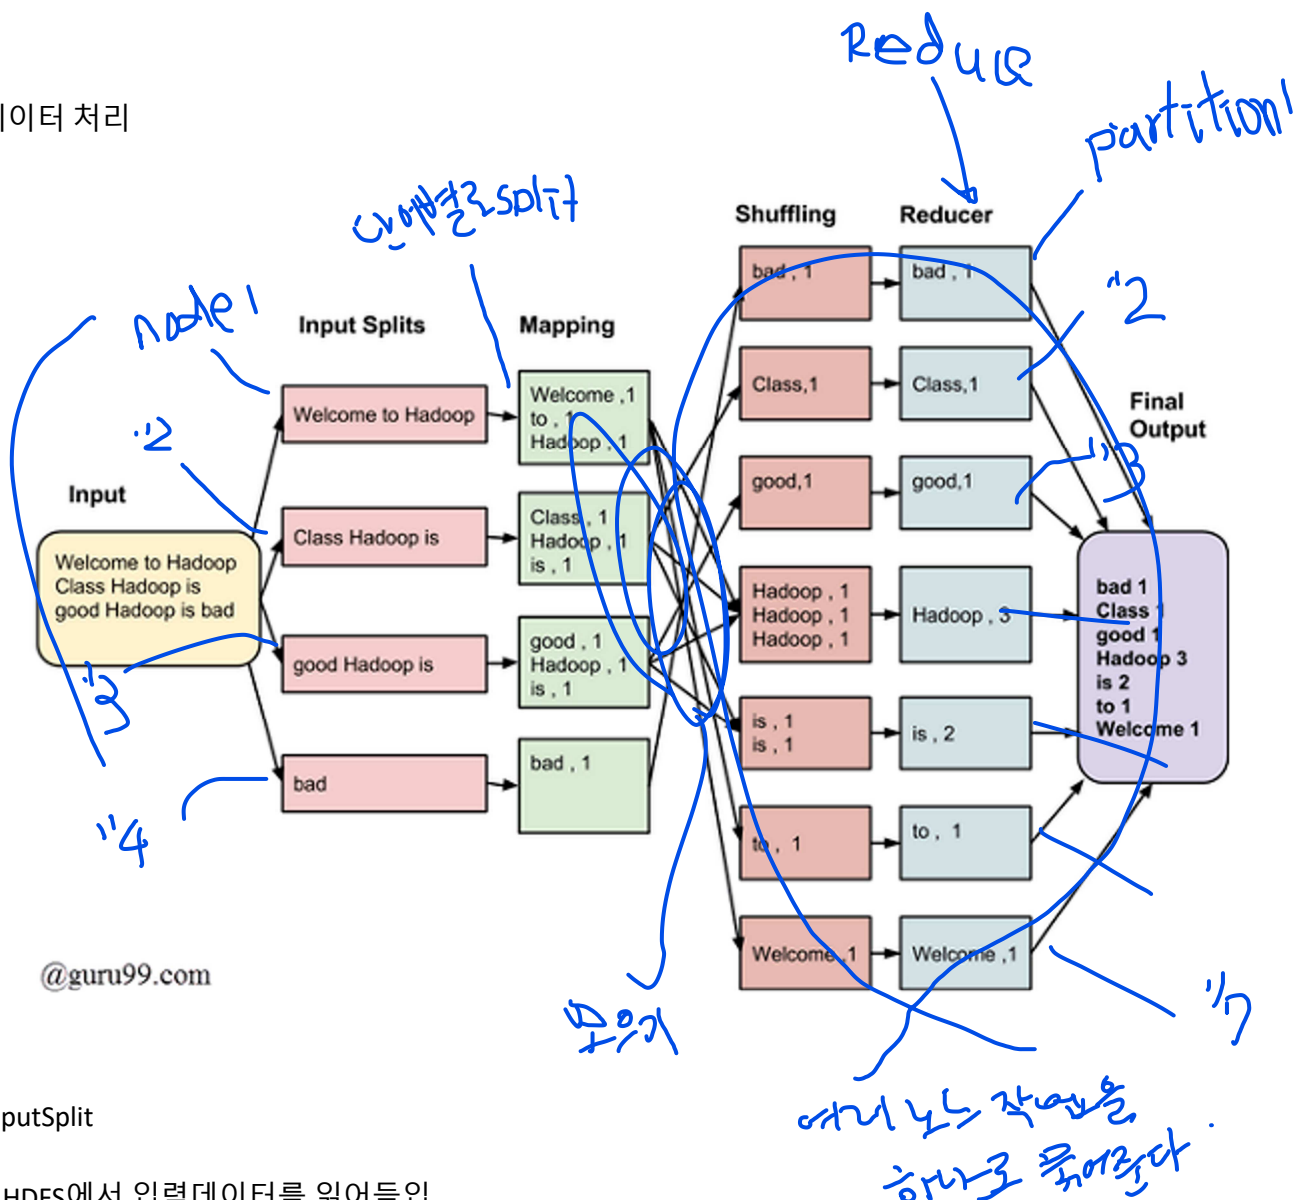 Reduce
이터 처리
partition1
단어별로 split
Shuffling
Reducer
node1
Input Splits
Mapping
bad , 1
bad , 1
"2
Welcome ,1
to , 1
Hadoop , 1
Welcome to Hadoop
Class,1
Class,1
Final
Output
"2
Input
good,1
good,1
"3
Class , 1
Hadoop , 1
is , 1
Class Hadoop is
Welcome to Hadoop
Class Hadoop is
good Hadoop is bad
Hadoop , 1
Hadoop , 1
Hadoop , 1
Hadoop , 3
bad 1
Class 1
good 1
Hadoop 3
is 2
to 1
Welcome 1
good , 1
Hadoop , 1
is , 1
good Hadoop is
"3
is , 1
is , 1
is , 2
bad
bad , 1
"4
to , 1
to , 1
Welcome ,1
Welcome ,1
@guru99.com
"7
모으기
putSplit
여러 노드 작업을
하나로 묶어준다.
HDFS에서 입력데이터를 읽어들임